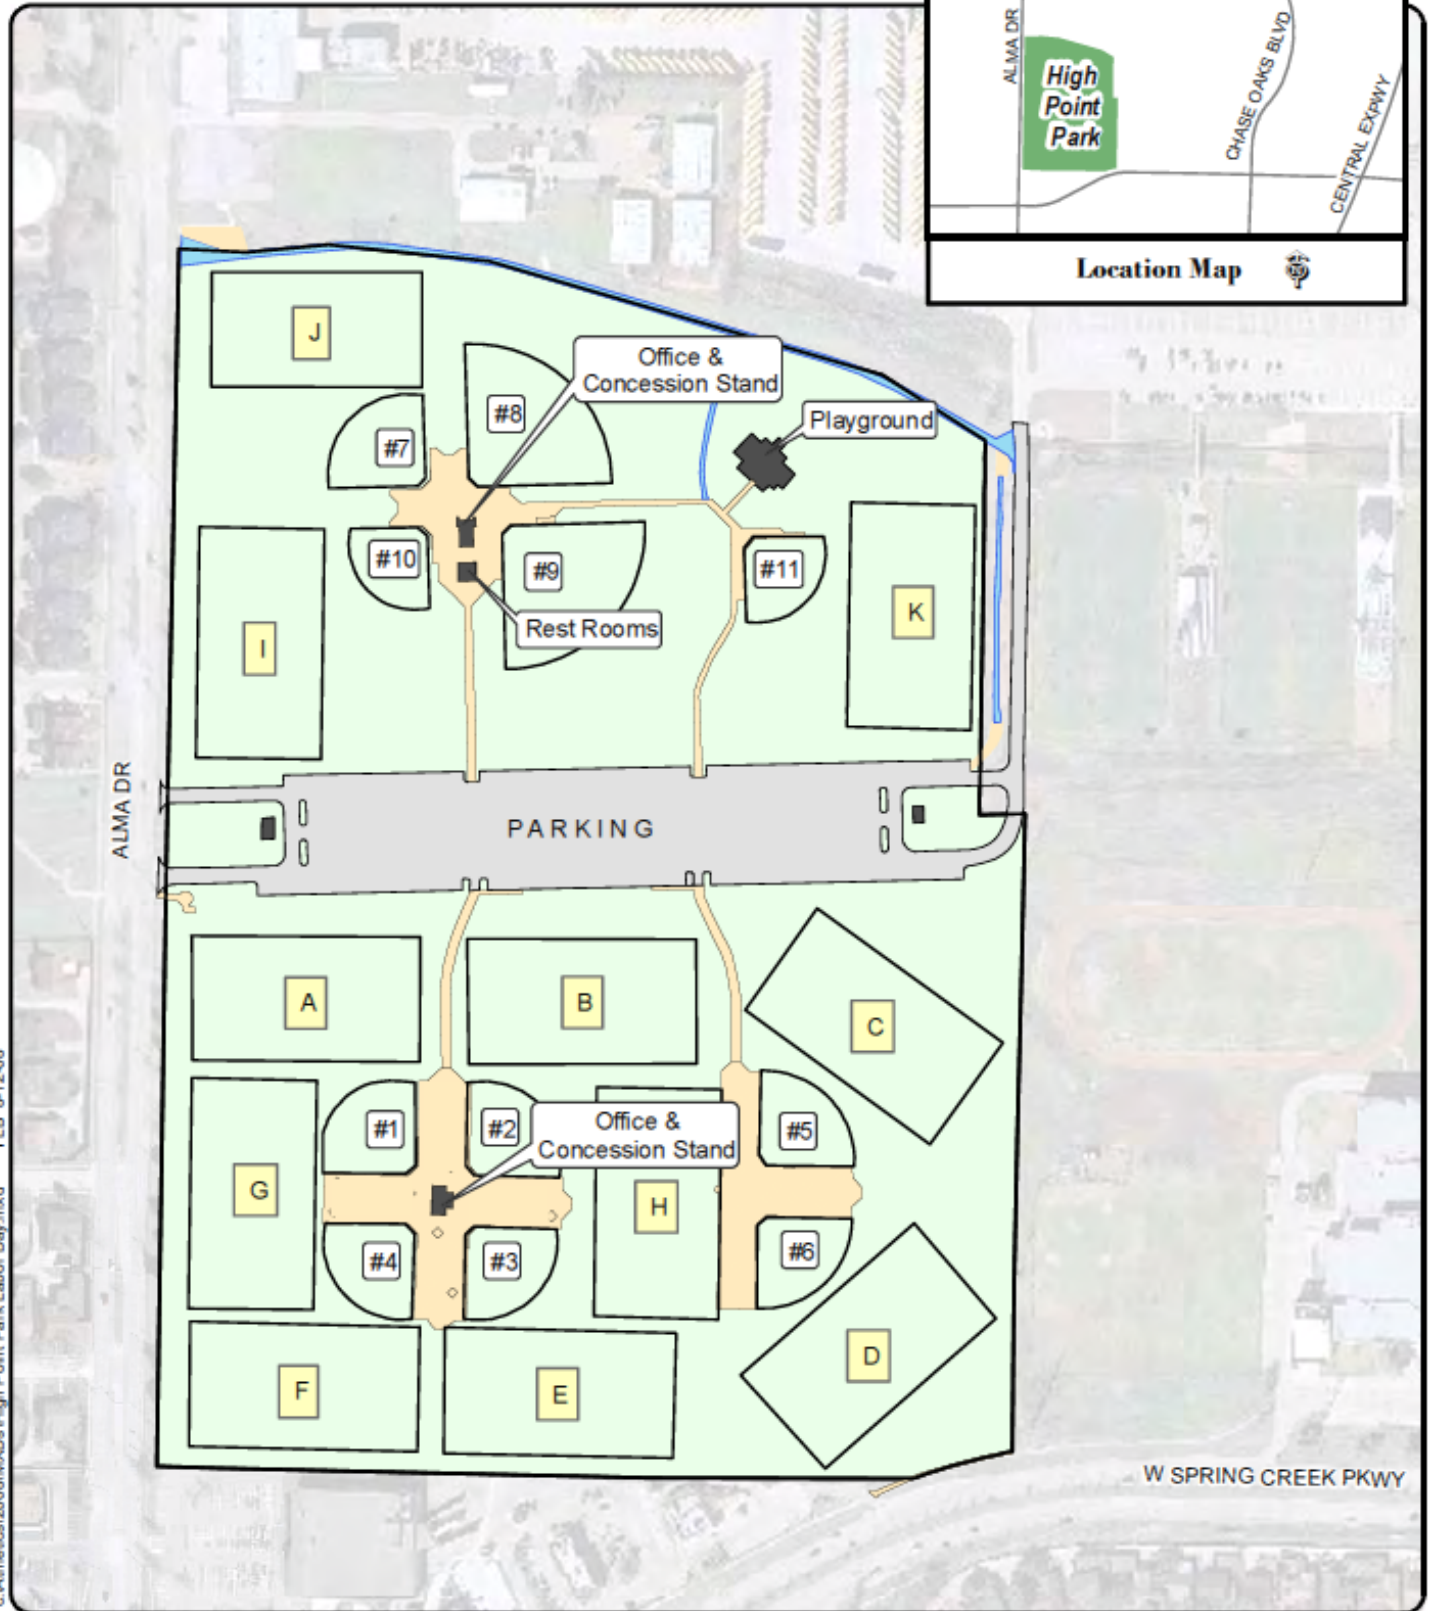 ALMA DR
High
Point
Park
CHASE OAKS BLVD
CENTRAL EXPWY
Location Map
J
Office &
Concession Stand
#8
Playground
#7
#10
#9
#11
K
Rest Rooms
I
ALMA DR
PARKING
A
B
C
#1
#2
Office &
Concession Stand
#5
G
H
#4
#3
#6
D
F
E
W SPRING CREEK PKWY